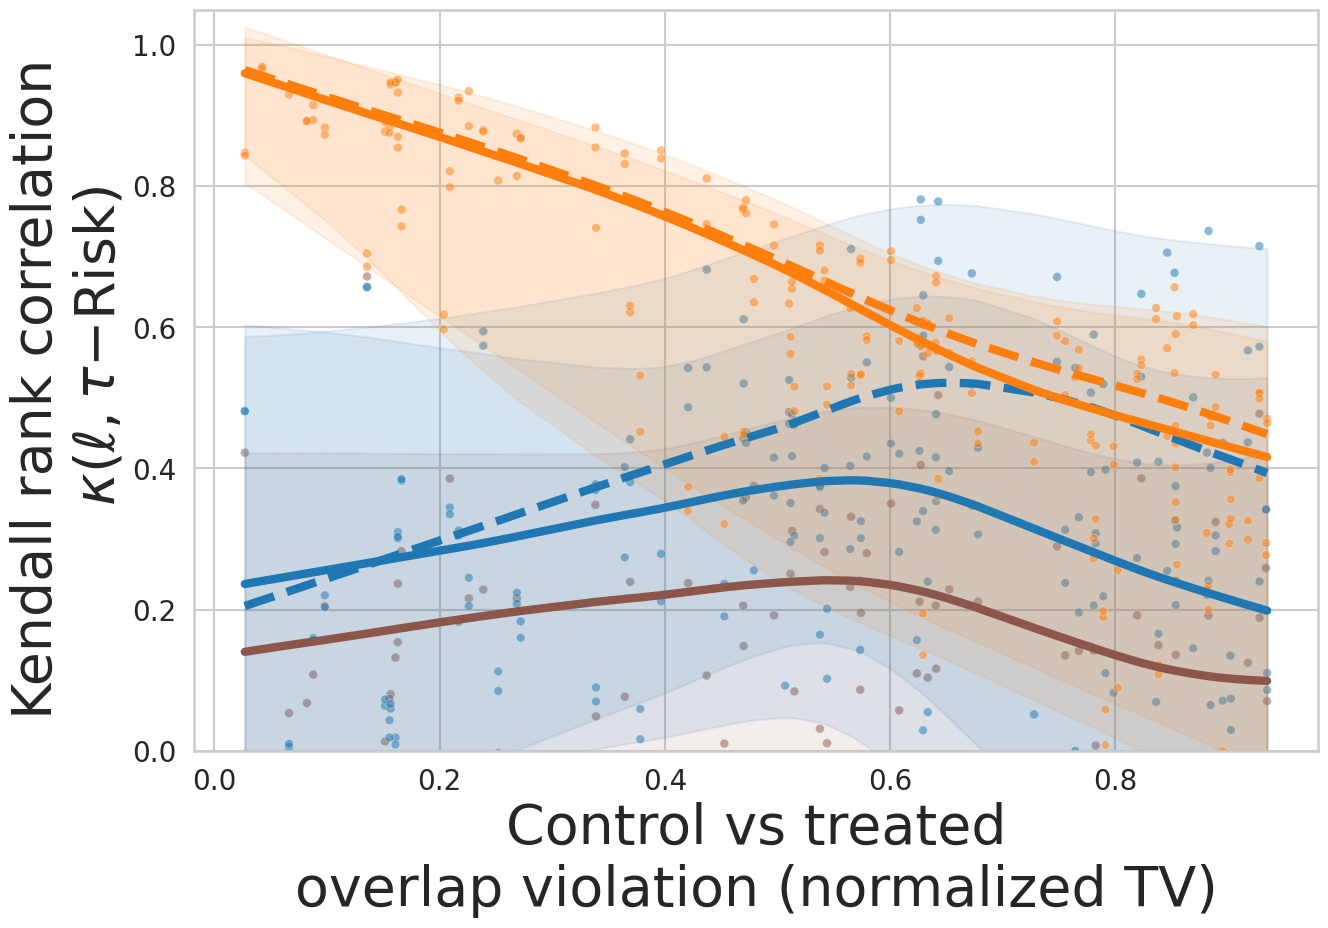 Kendall rank correlation
κ(ℓ, τ−Risk)
1.0
0.8
0.6
0.4
0.2
0.0
0.0 0.2 0.4 0.6 0.8
Control vs treated
overlap violation (normalized TV)